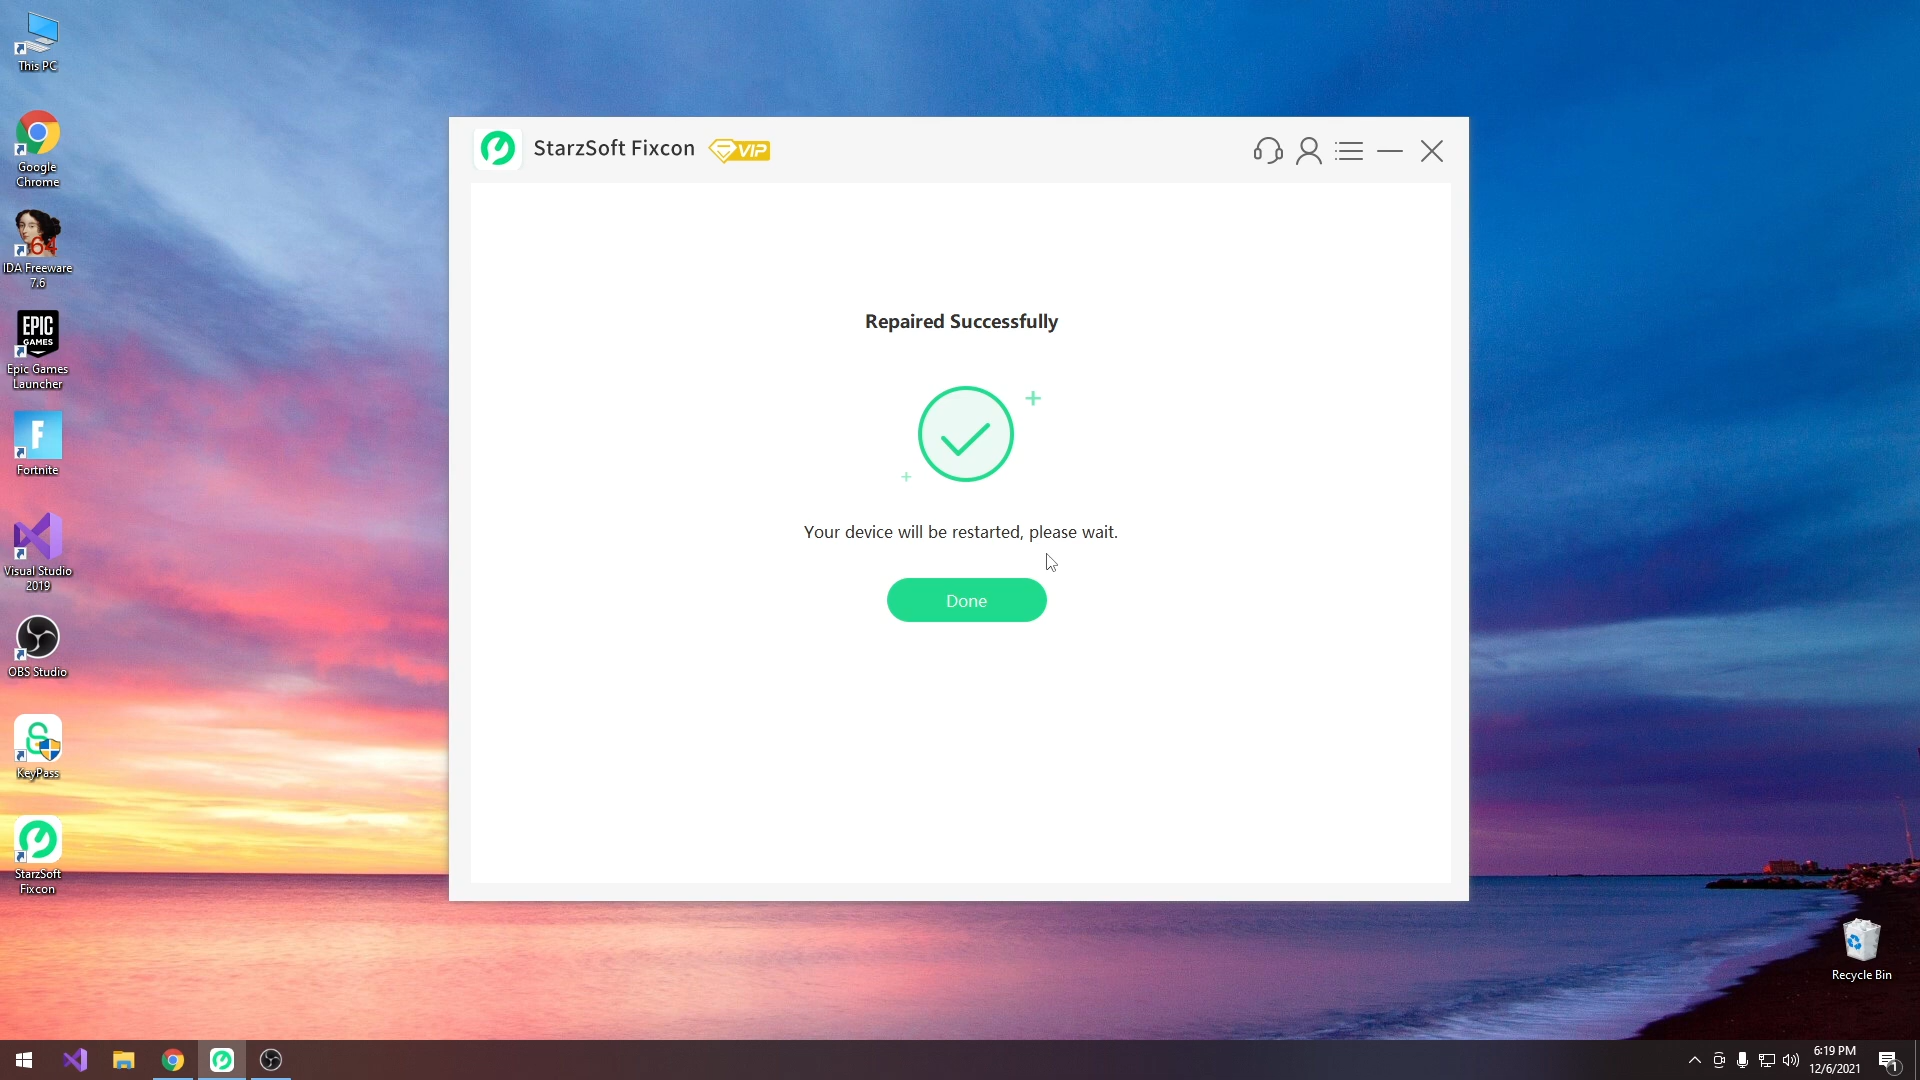 This PC
Google
Chrome
64
IDA Freeware
7.6
EPIC
GAMES
Epic Games
Launcher
F
Fortnite
Visual Studio
2019
OBS Studio
KeyPass
StarzSoft
Fixcon
StarzSoft Fixcon
VIP
Repaired Successfully
Your device will be restarted, please wait.
Done
Recycle Bin
6:19 PM
12/6/2021
1